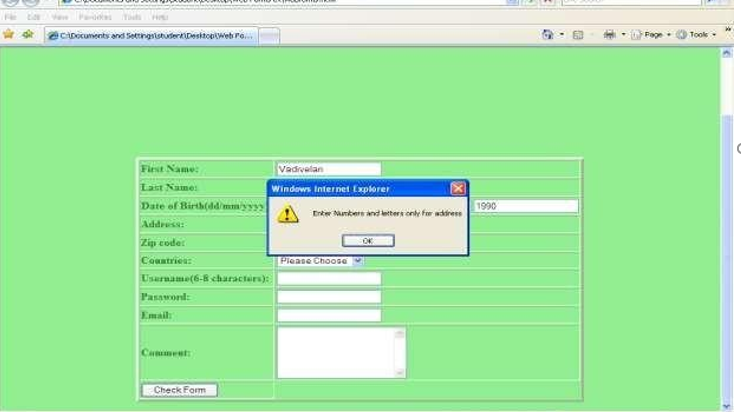 File Edit View Favorites Tools Help
C:\Documents and Settings\student\Desktop\Web Fo...
Page Tools
First Name: Vadivelan
Last Name:
Windows Internet Explorer
Date of Birth(dd/mm/yyyy 1990
Enter Numbers and letters only for address
Address:
OK
Zip code:
Countries: Please Choose
Username(6-8 characters):
Password:
Email:
Comment:
Check Form